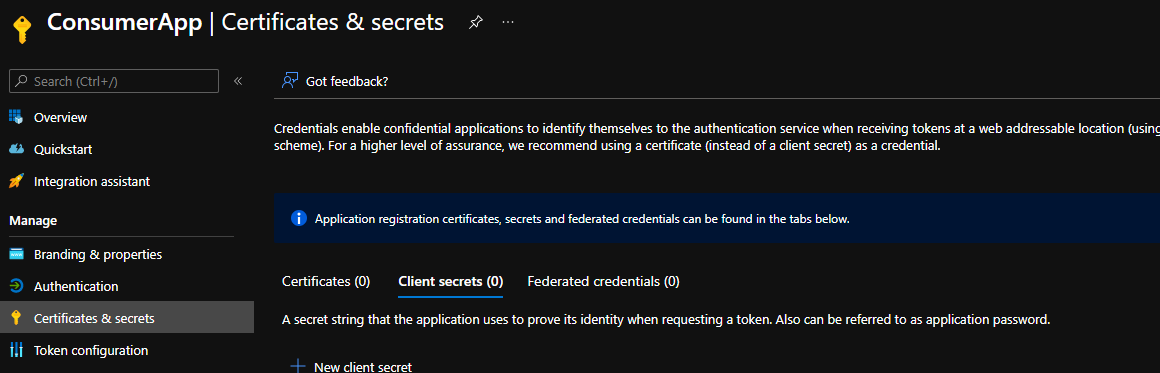 ConsumerApp | Certificates & secrets
Search (Ctrl+/)
Overview
Quickstart
Integration assistant
Manage
Branding & properties
Authentication
Certificates & secrets
Token configuration
Got feedback?
Credentials enable confidential applications to identify themselves to the authentication service when receiving tokens at a web addressable location (using
scheme). For a higher level of assurance, we recommend using a certificate (instead of a client secret) as a credential.
Application registration certificates, secrets and federated credentials can be found in the tabs below.
Certificates (0) Client secrets (0) Federated credentials (0)
A secret string that the application uses to prove its identity when requesting a token. Also can be referred to as application password.
New client secret